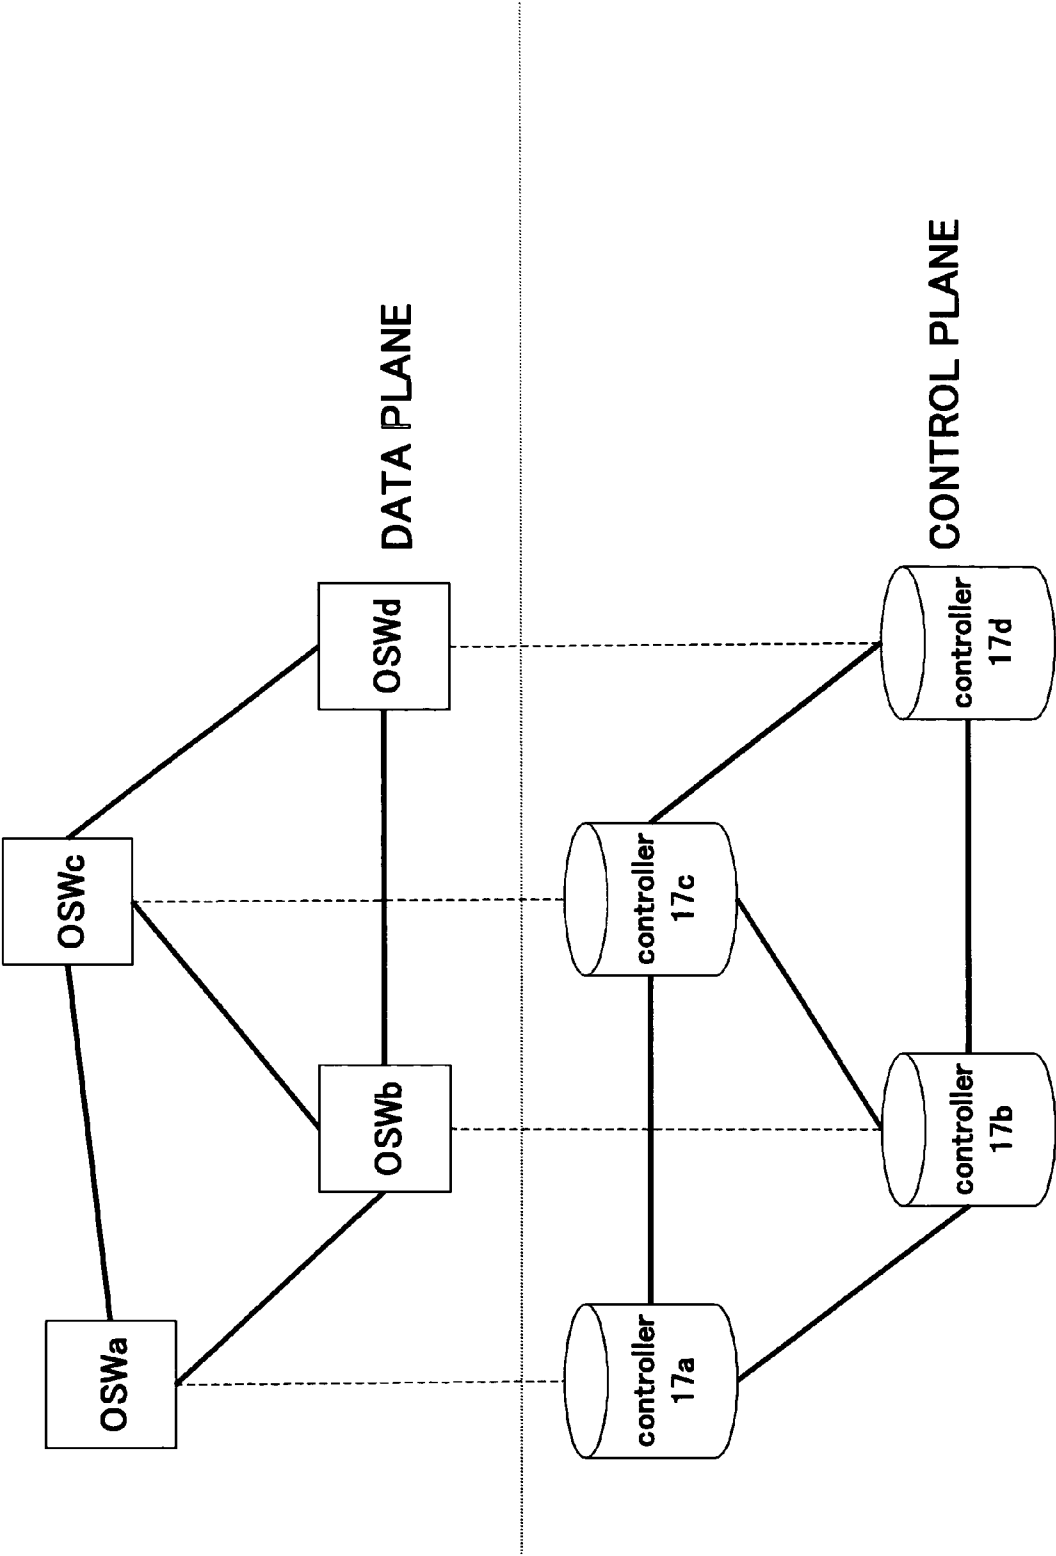 OSWc
OSWa
OSWb
OSWd
DATA PLANE
controller
17a
controller
17c
controller
17b
controller
17d
CONTROL PLANE